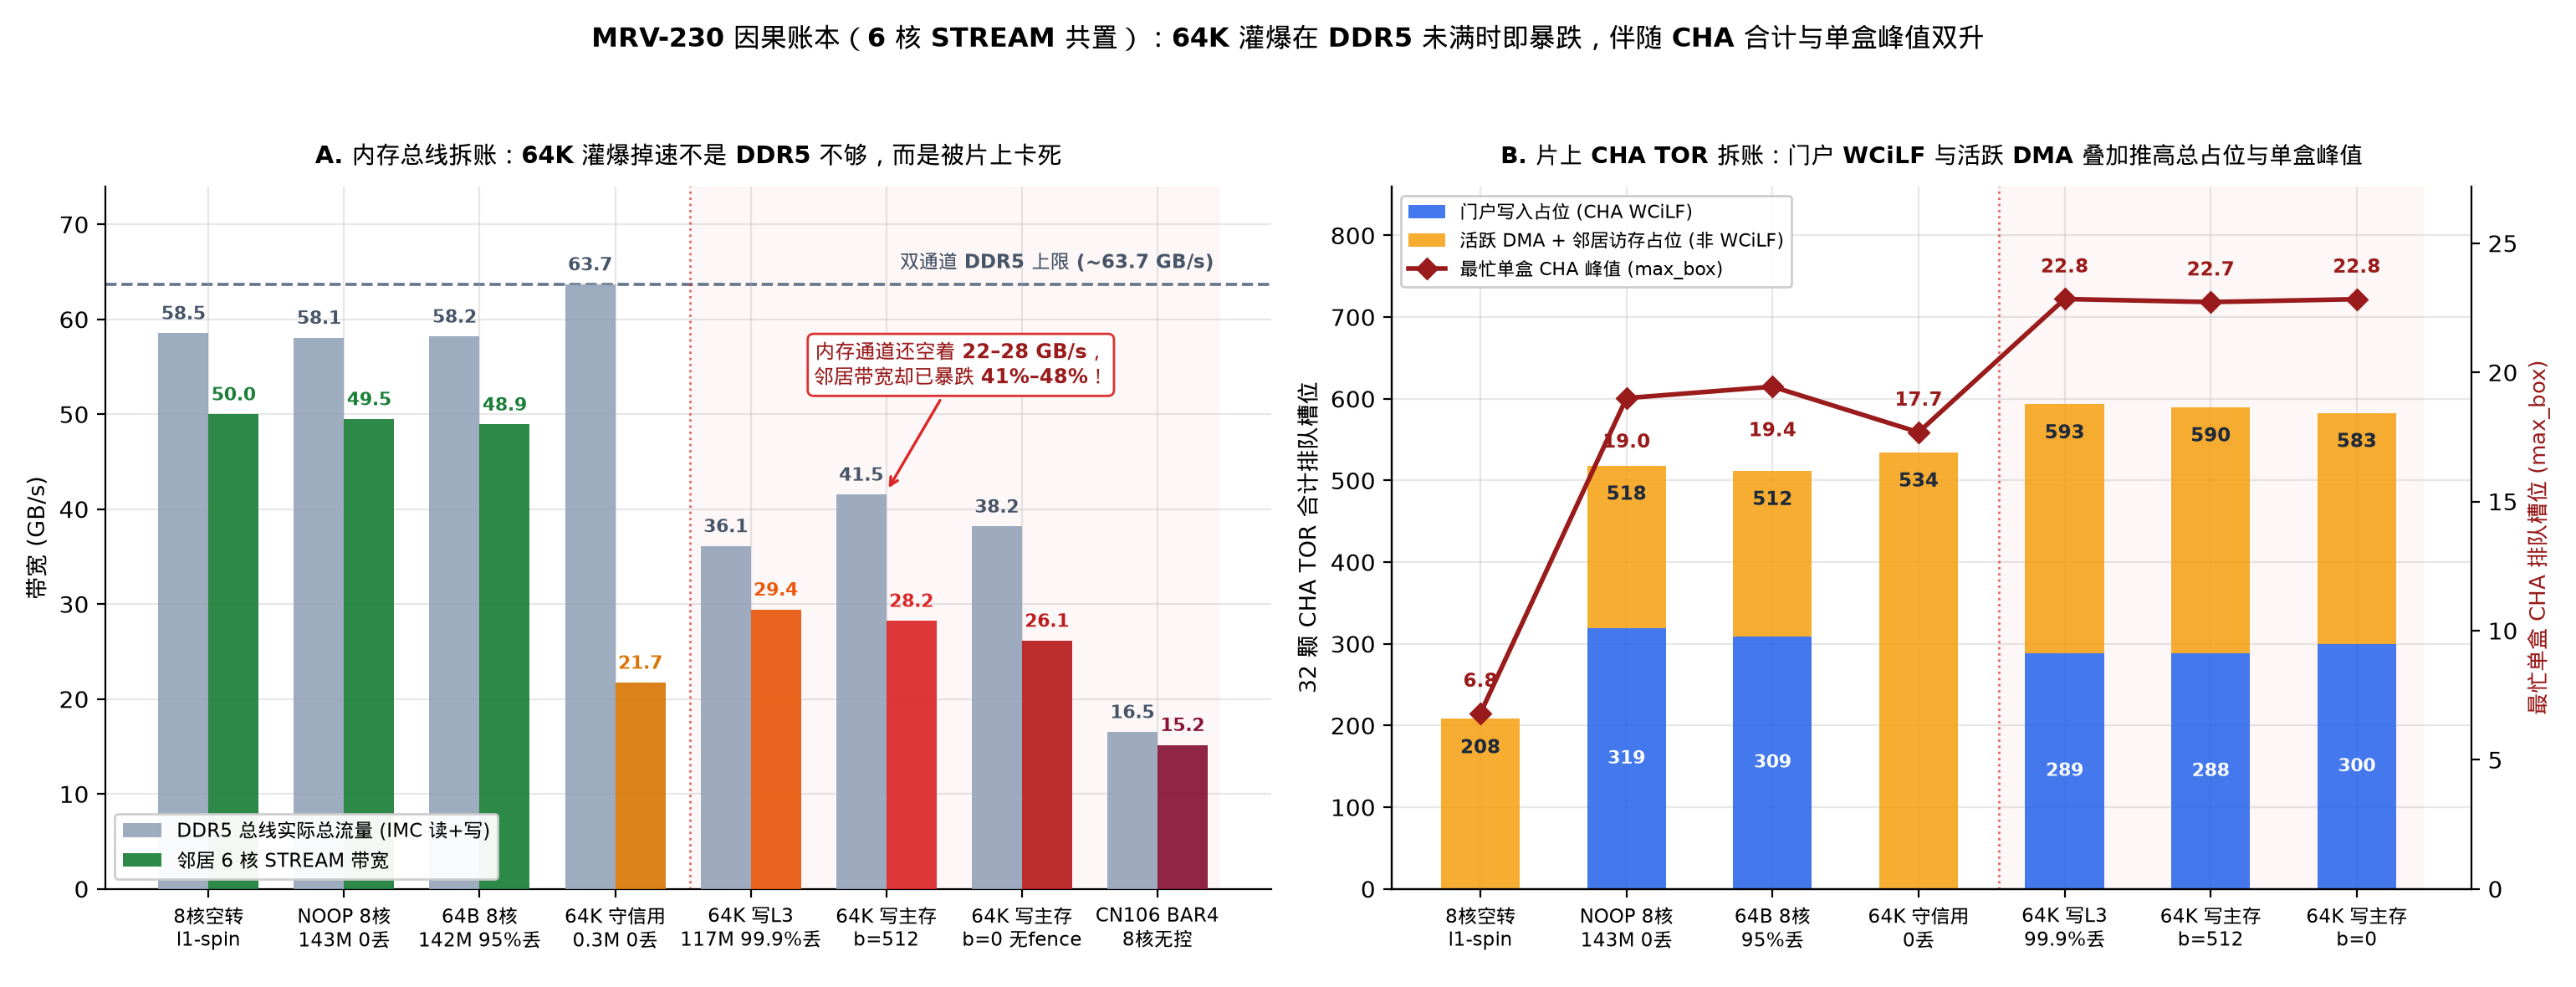 MRV-230 因果账本（6 核 STREAM 共置）：64K 灌爆在 DDR5 未满时即暴跌，伴随 CHA 合计与单盒峰值双升
A. 内存总线拆账：64K 灌爆掉速不是 DDR5 不够，而是被片上卡死
带宽 (GB/s)
70
60
50
40
30
20
10
0
双通道 DDR5 上限 (~63.7 GB/s)
内存通道还空着 22–28 GB/s，
邻居带宽却已暴跌 41%–48%！
58.5
50.0
58.1
49.5
58.2
48.9
63.7
21.7
36.1
29.4
41.5
28.2
38.2
26.1
16.5
15.2
DDR5 总线实际总流量 (IMC 读+写)
邻居 6 核 STREAM 带宽
8核空转
l1-spin
NOOP 8核
143M 0丢
64B 8核
142M 95%丢
64K 守信用
0.3M 0丢
64K 写L3
117M 99.9%丢
64K 写主存
b=512
64K 写主存
b=0 无fence
CN106 BAR4
8核无控
B. 片上 CHA TOR 拆账：门户 WCiLF 与活跃 DMA 叠加推高总占位与单盒峰值
32 颗 CHA TOR 合计排队槽位
800
700
600
500
400
300
200
100
0
门户写入占位 (CHA WCiLF)
活跃 DMA + 邻居访存占位 (非 WCiLF)
最忙单盒 CHA 峰值 (max_box)
6.8
19.0
19.4
17.7
22.8
22.7
22.8
208
518
512
534
593
590
583
319
309
289
288
300
25
20
15
10
5
0
最忙单盒 CHA 排队槽位 (max_box)
8核空转
l1-spin
NOOP 8核
143M 0丢
64B 8核
95%丢
64K 守信用
0丢
64K 写L3
99.9%丢
64K 写主存
b=512
64K 写主存
b=0